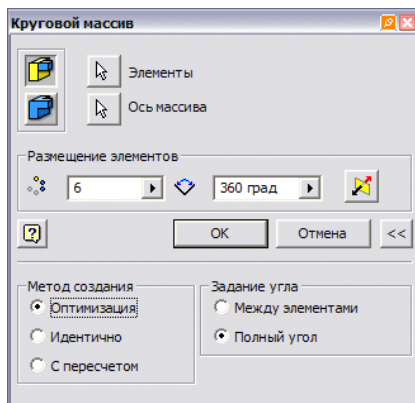 Круговой массив
Элементы
Ось массива
Размещение элементов
6 360 град
? ОК Отмена <<
Метод создания
Оптимизация
Идентично
С пересчетом
Задание угла
Между элементами
Полный угол